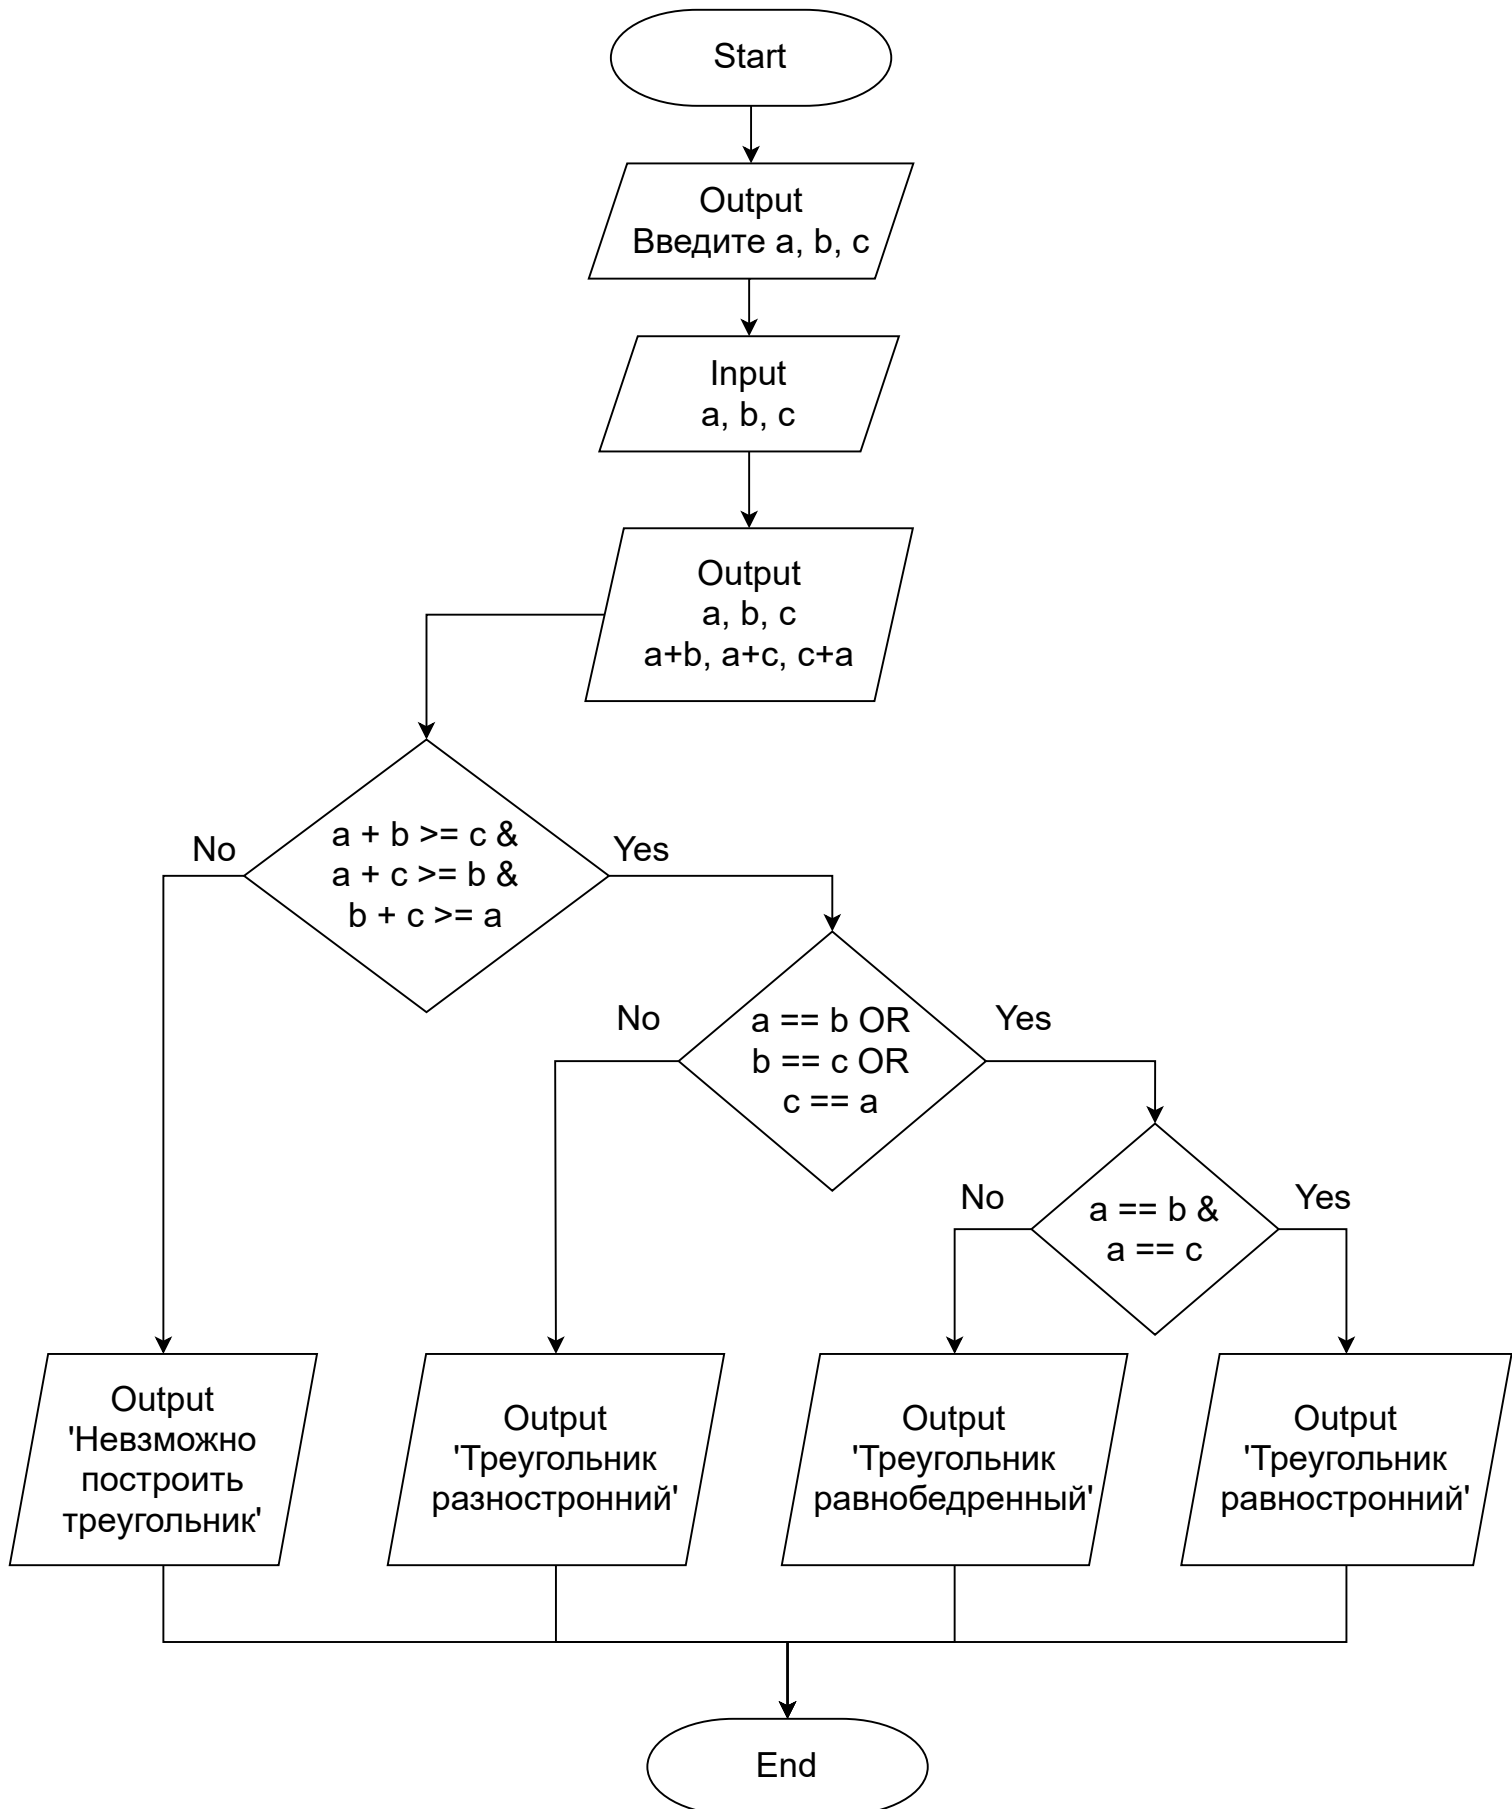 Start
Output
Введите a, b, c
Input
a, b, c
Output
a, b, c
a+b, a+c, c+a
No
a + b >= c &
a + c >= b &
b + c >= a
Yes
No
a == b OR
b == c OR
c == a
Yes
No
a == b &
a == c
Yes
Output
'Невзможно
построить
треугольник'
Output
'Треугольник
разностронний'
Output
'Треугольник
равнобедренный'
Output
'Треугольник
равностронний'
End